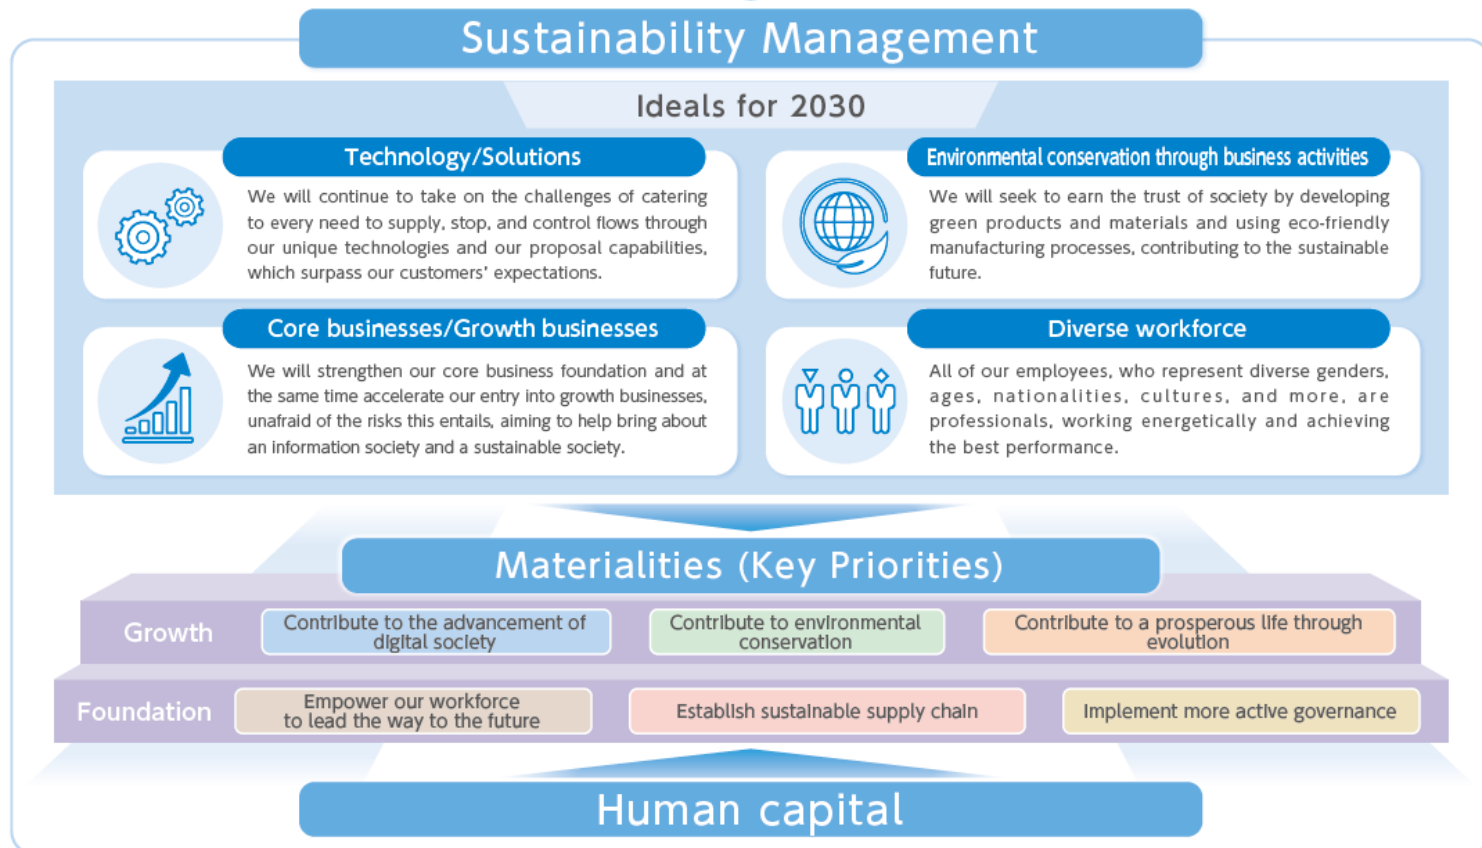 Sustainability Management
Ideals for 2030
Technology/Solutions
We will continue to take on the challenges of catering
to every need to supply, stop, and control flows through
our unique technologies and our proposal capabilities,
which surpass our customers' expectations.
Environmental conservation through business activities
We will seek to earn the trust of society by developing
green products and materials and using eco-friendly
manufacturing processes, contributing to the sustainable
future.
Core businesses/Growth businesses
We will strengthen our core business foundation and at
the same time accelerate our entry into growth businesses,
unafraid of the risks this entails, aiming to help bring about
an information society and a sustainable society.
Diverse workforce
All of our employees, who represent diverse genders,
ages, nationalities, cultures, and more, are
professionals, working energetically and achieving
the best performance.
Materialities (Key Priorities)
Growth
Contribute to the advancement of
digital society
Contribute to environmental
conservation
Contribute to a prosperous life through
evolution
Foundation
Empower our workforce
to lead the way to the future
Establish sustainable supply chain
Implement more active governance
Human capital